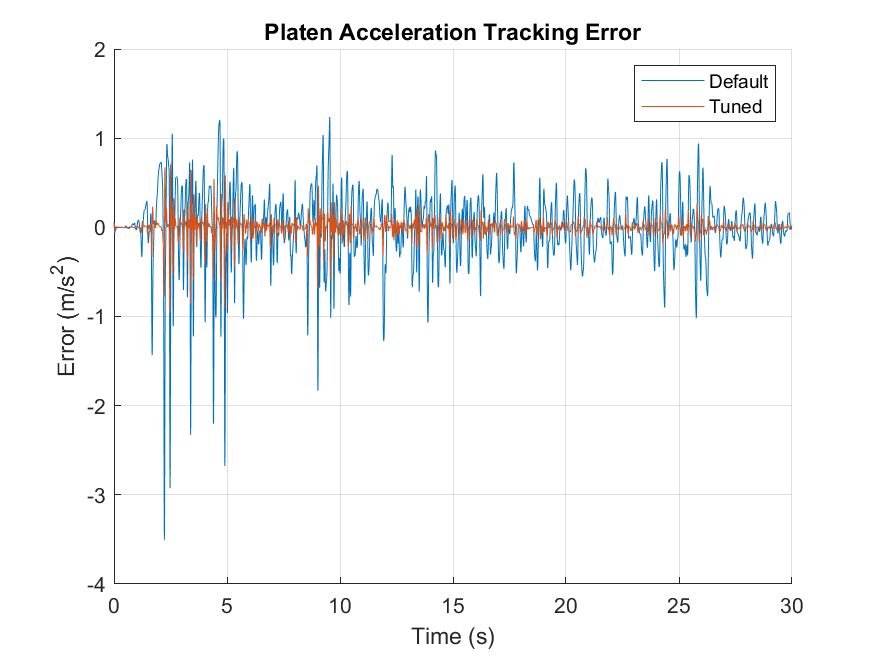 Platen Acceleration Tracking Error
Default
Tuned
2
1
0
-1
-2
-3
-4
Error (m/s²)
0 5 10 15 20 25 30
Time (s)